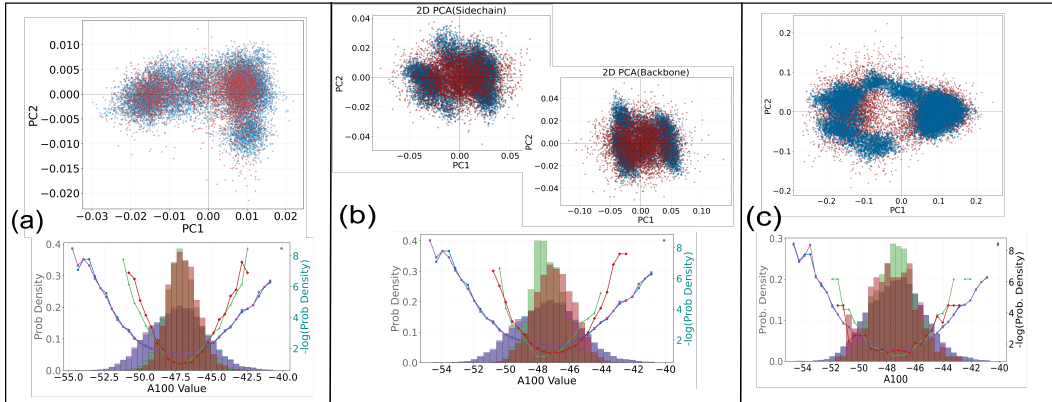 (a)
0.010
0.005
0.000
−0.005
−0.010
−0.015
−0.020
PC2
−0.03 −0.02 −0.01 0.00 0.01 0.02
PC1
0.4
0.3
0.2
0.1
0.0
Prob Density
8
6
4
2
-log(Prob. Density)
−55.0 −50.0 −47.5 −45.0 −42.5 −40.0
A100 Value
(b)
2D PCA(Sidechain)
0.04
0.02
0.00
−0.02
−0.04
PC2
−0.05 0.00 0.05
PC1
2D PCA(Backbone)
0.04
0.02
0.00
−0.02
−0.04
PC2
−0.10 −0.05 0.00 0.05 0.10
PC1
0.4
0.3
0.2
0.1
0.0
Prob Density
8
6
4
2
-log(Prob. Density)
−54 −52 −50 −48 −46 −44 −42 −40
A100 Value
(c)
0.2
0.1
0.0
−0.1
−0.2
PC2
−0.2 −0.1 0.0 0.1 0.2
PC1
0.3
0.2
0.1
0.0
Prob. Density
8
6
4
2
-log(Prob. Density)
−54 −52 −50 −48 −46 −44 −42 −40
A100